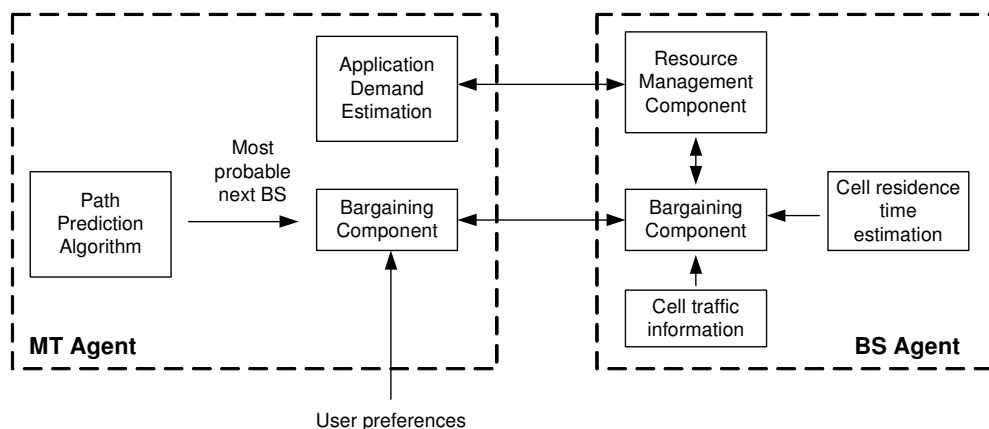 Application
Demand
Estimation
Resource
Management
Component
Most
probable
next BS
Path
Prediction
Algorithm
Bargaining
Component
Bargaining
Component
Cell residence
time
estimation
Cell traffic
information
MT Agent
BS Agent
User preferences